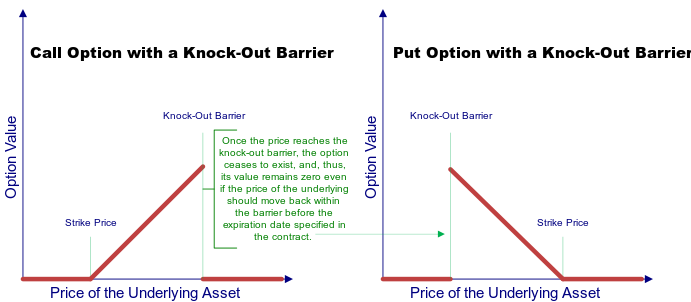 Call Option with a Knock-Out Barrier
Knock-Out Barrier
Once the price reaches the
knock-out barrier, the option
ceases to exist, and, thus,
its value remains zero even
if the price of the underlying
should move back within
the barrier before the
expiration date specified in
the contract.
Strike Price
Option Value
Price of the Underlying Asset
Put Option with a Knock-Out Barrier
Knock-Out Barrier
Strike Price
Option Value
Price of the Underlying Asset